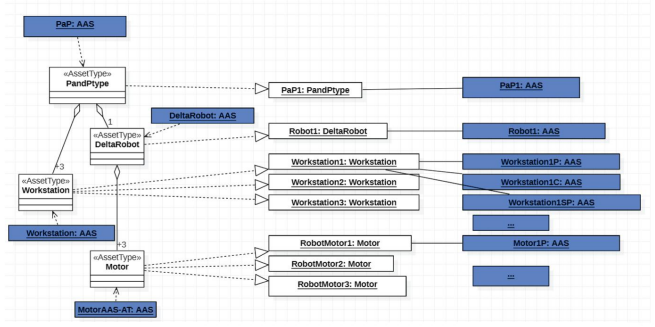 PaP: AAS
«AssetType»
PandPtype
PaP1: PandPtype
PaP1: AAS
1
DeltaRobot: AAS
«AssetType»
DeltaRobot
Robot1: DeltaRobot
Robot1: AAS
+3
«AssetType»
Workstation
Workstation1: Workstation
Workstation1P: AAS
Workstation2: Workstation
Workstation1C: AAS
Workstation3: Workstation
Workstation1SP: AAS
...
Workstation: AAS
+3
«AssetType»
Motor
RobotMotor1: Motor
Motor1P: AAS
RobotMotor2: Motor
...
RobotMotor3: Motor
MotorAAS-AT: AAS